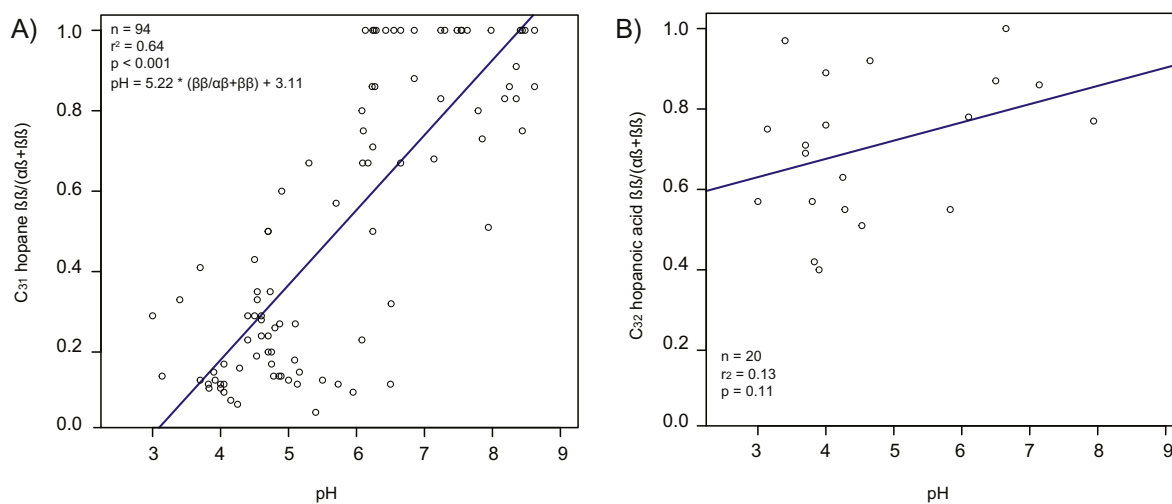 A)
n = 94
r² = 0.64
p < 0.001
pH = 5.22 * (ββ/αβ+ββ) + 3.11
C₃₁ hopane ßß/(αß+ßß)
1.0
0.8
0.6
0.4
0.2
0.0
3 4 5 6 7 8 9
pH
B)
C₃₂ hopanoic acid ßß/(αß+ßß)
1.0
0.8
0.6
0.4
0.2
0.0
n = 20
r₂ = 0.13
p = 0.11
3 4 5 6 7 8 9
pH